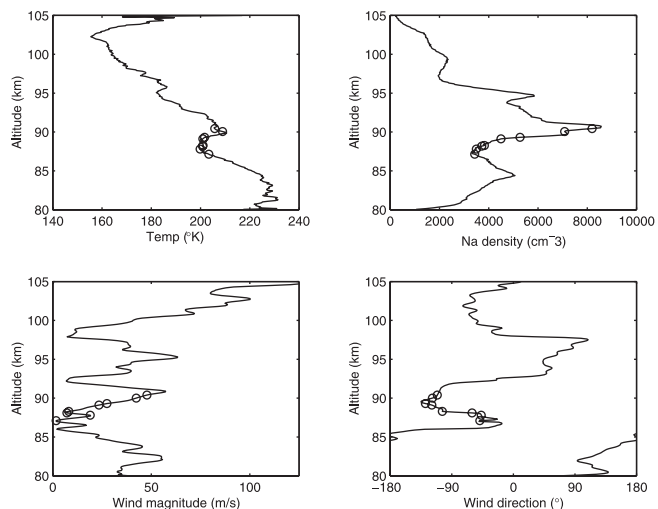 105
100
95
90
85
80
Altitude (km)
140 160 180 200 220 240
Temp (°K)
105
100
95
90
85
80
Altitude (km)
0 2000 4000 6000 8000 10000
Na density (cm⁻3)
105
100
95
90
85
80
Altitude (km)
0 50 100
Wind magnitude (m/s)
105
100
95
90
85
80
Altitude (km)
−180 −90 0 90 180
Wind direction (°)